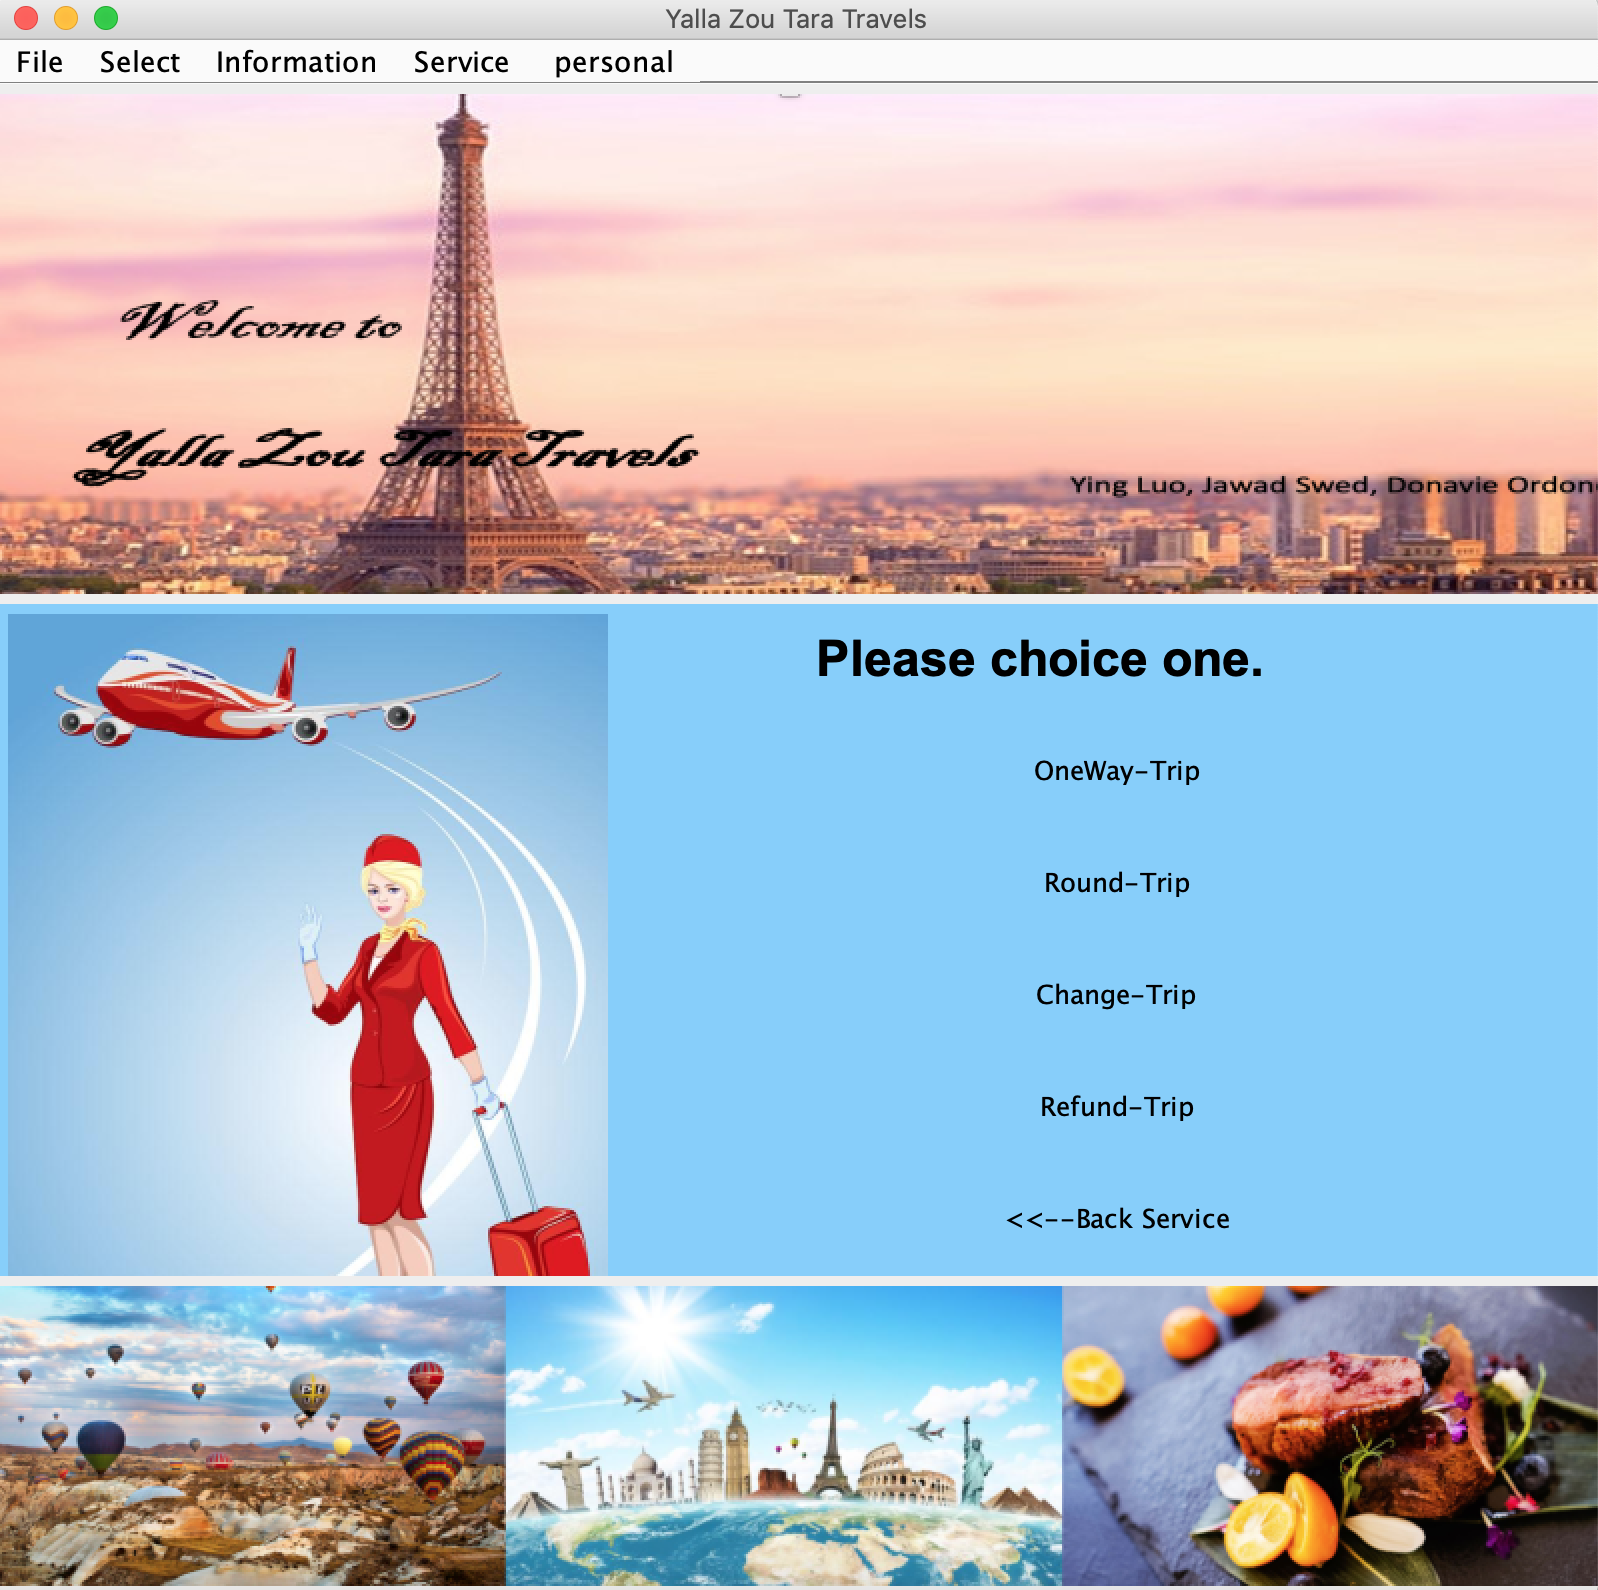 Yalla Zou Tara Travels
File Select Information Service personal
Welcome to
Yalla Zou Tara Travels
Ying Luo, Jawad Swed, Donavie
Please choice one.
OneWay-Trip
Round-Trip
Change-Trip
Refund-Trip
<<--Back Service